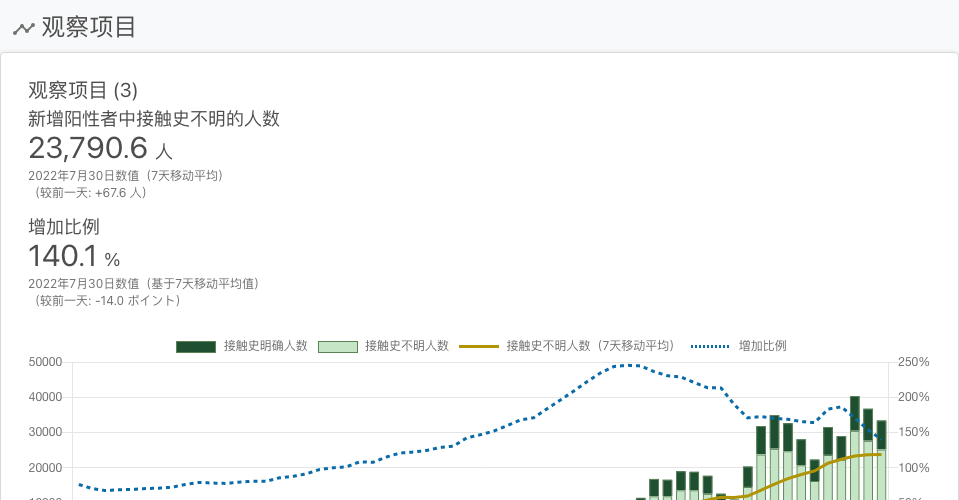 观察项目
观察项目 (3)
新增阳性者中接触史不明的人数
23,790.6 人
2022年7月30日数值（7天移动平均）
（较前一天: +67.6 人）
增加比例
140.1 %
2022年7月30日数值（基于7天移动平均值）
（较前一天: -14.0 ポイント）
接触史明确人数 接触史不明人数 接触史不明人数（7天移动平均） 增加比例
50000 250%
40000 200%
30000 150%
20000 100%